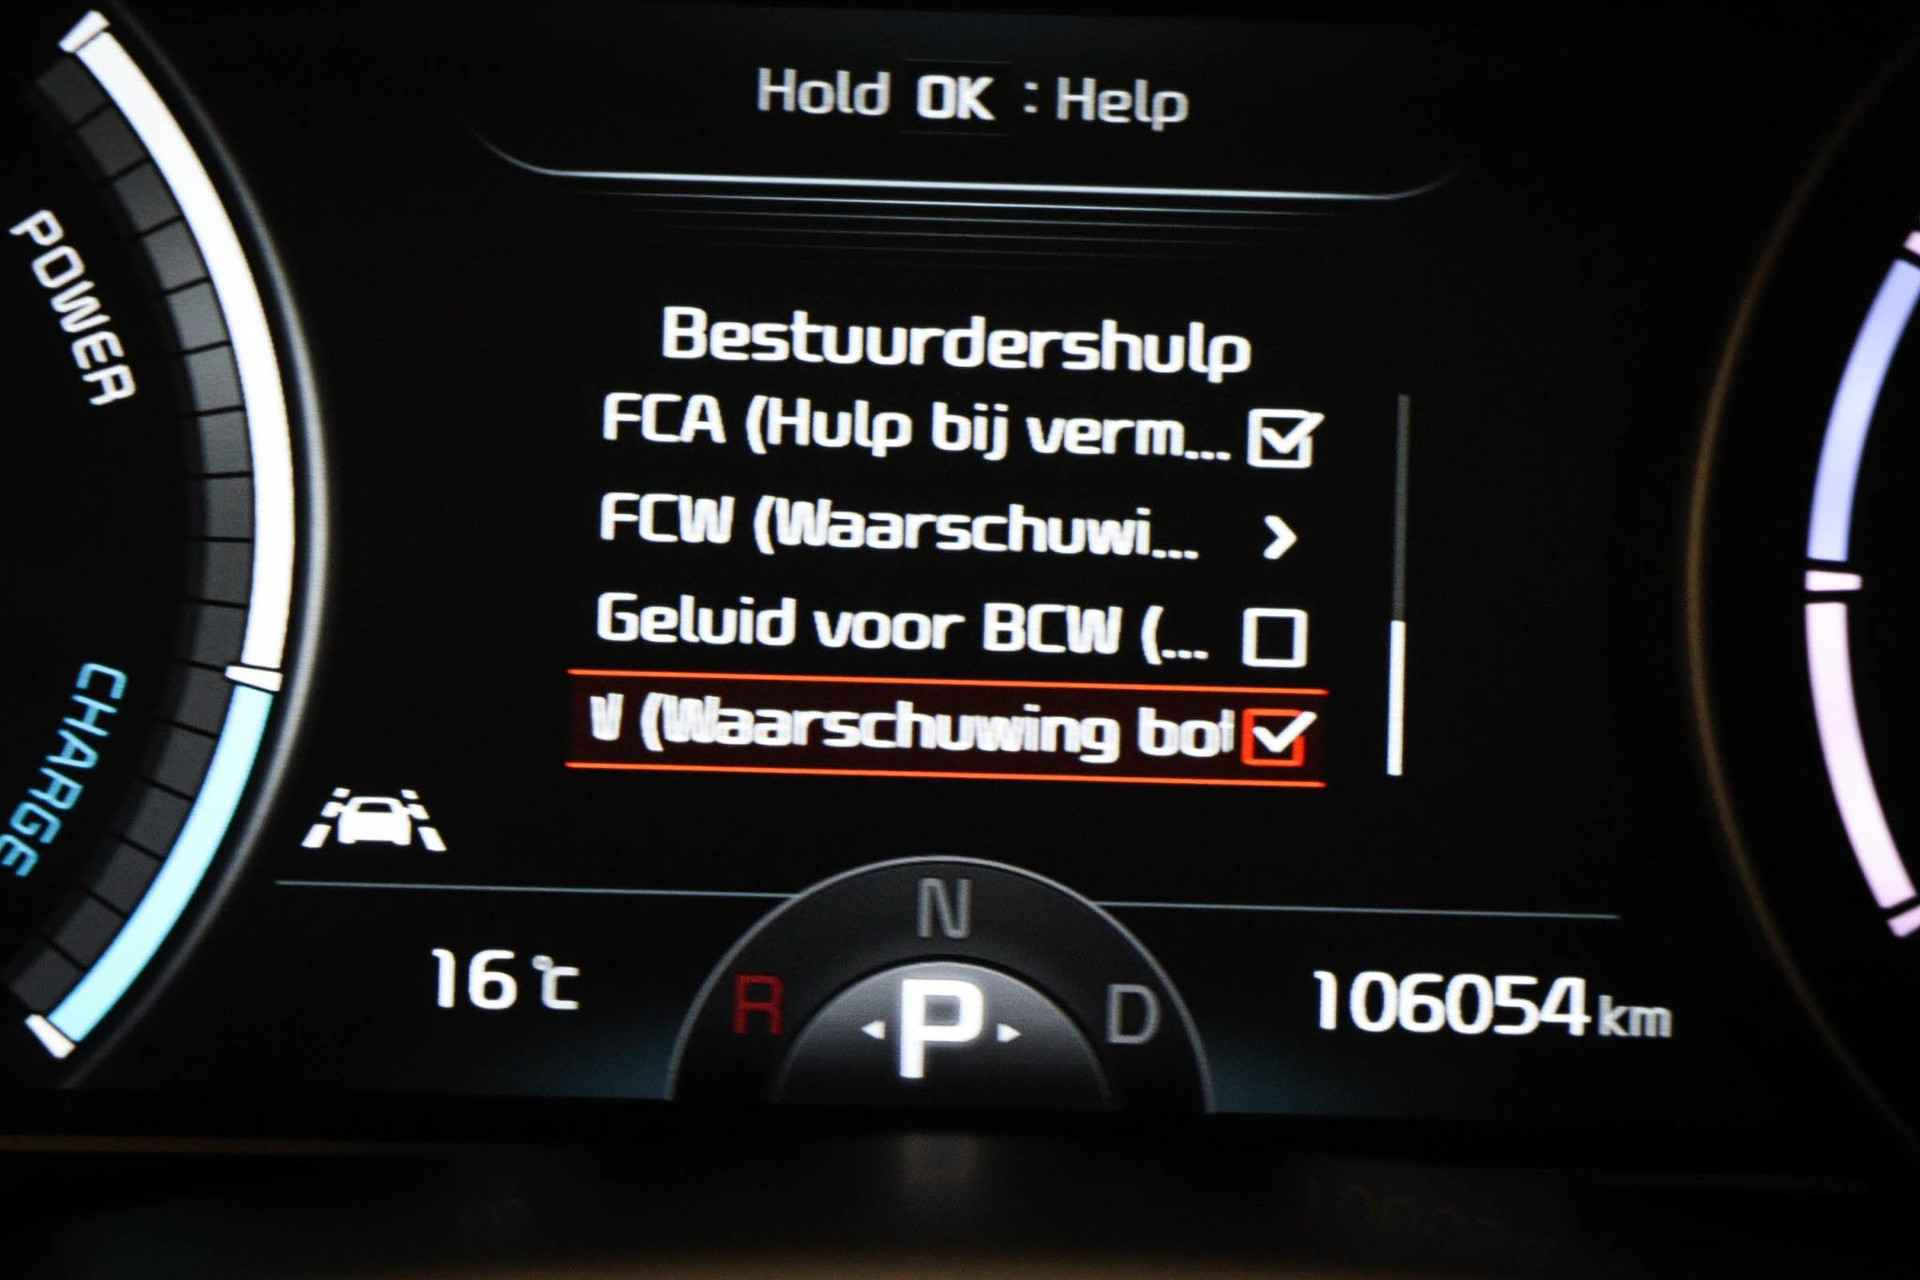 Hold OK : Help
POWER
CHARGE
Bestuurdershulp
FCA (Hulp bij verm...
FCW (Waarschuwi...
Geluid voor BCW (...
(Waarschuwing bot
N
R P D
16 °C
106054 km